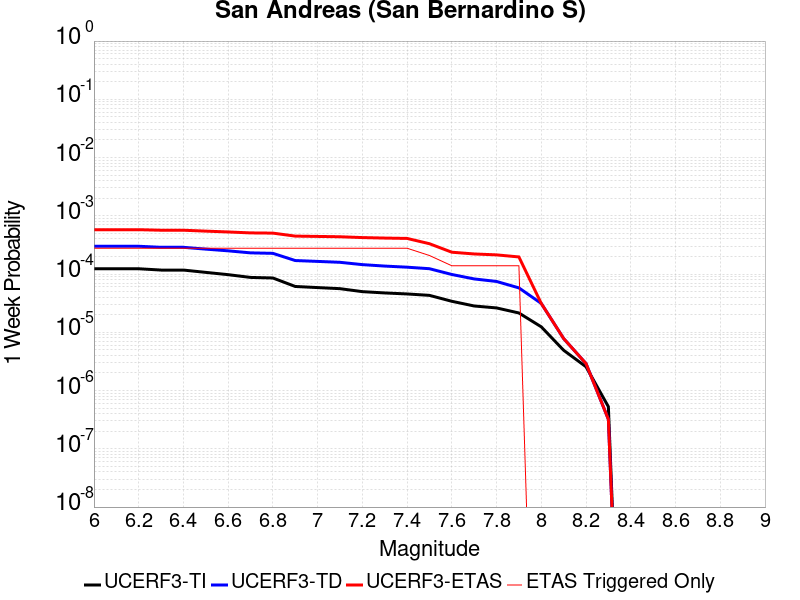 San Andreas (San Bernardino S)
10^0
10^-1
10^-2
10^-3
10^-4
10^-5
10^-6
10^-7
10^-8
1 Week Probability
6 6.2 6.4 6.6 6.8 7 7.2 7.4 7.6 7.8 8 8.2 8.4 8.6 8.8 9
Magnitude
UCERF3-TI UCERF3-TD UCERF3-ETAS ETAS Triggered Only